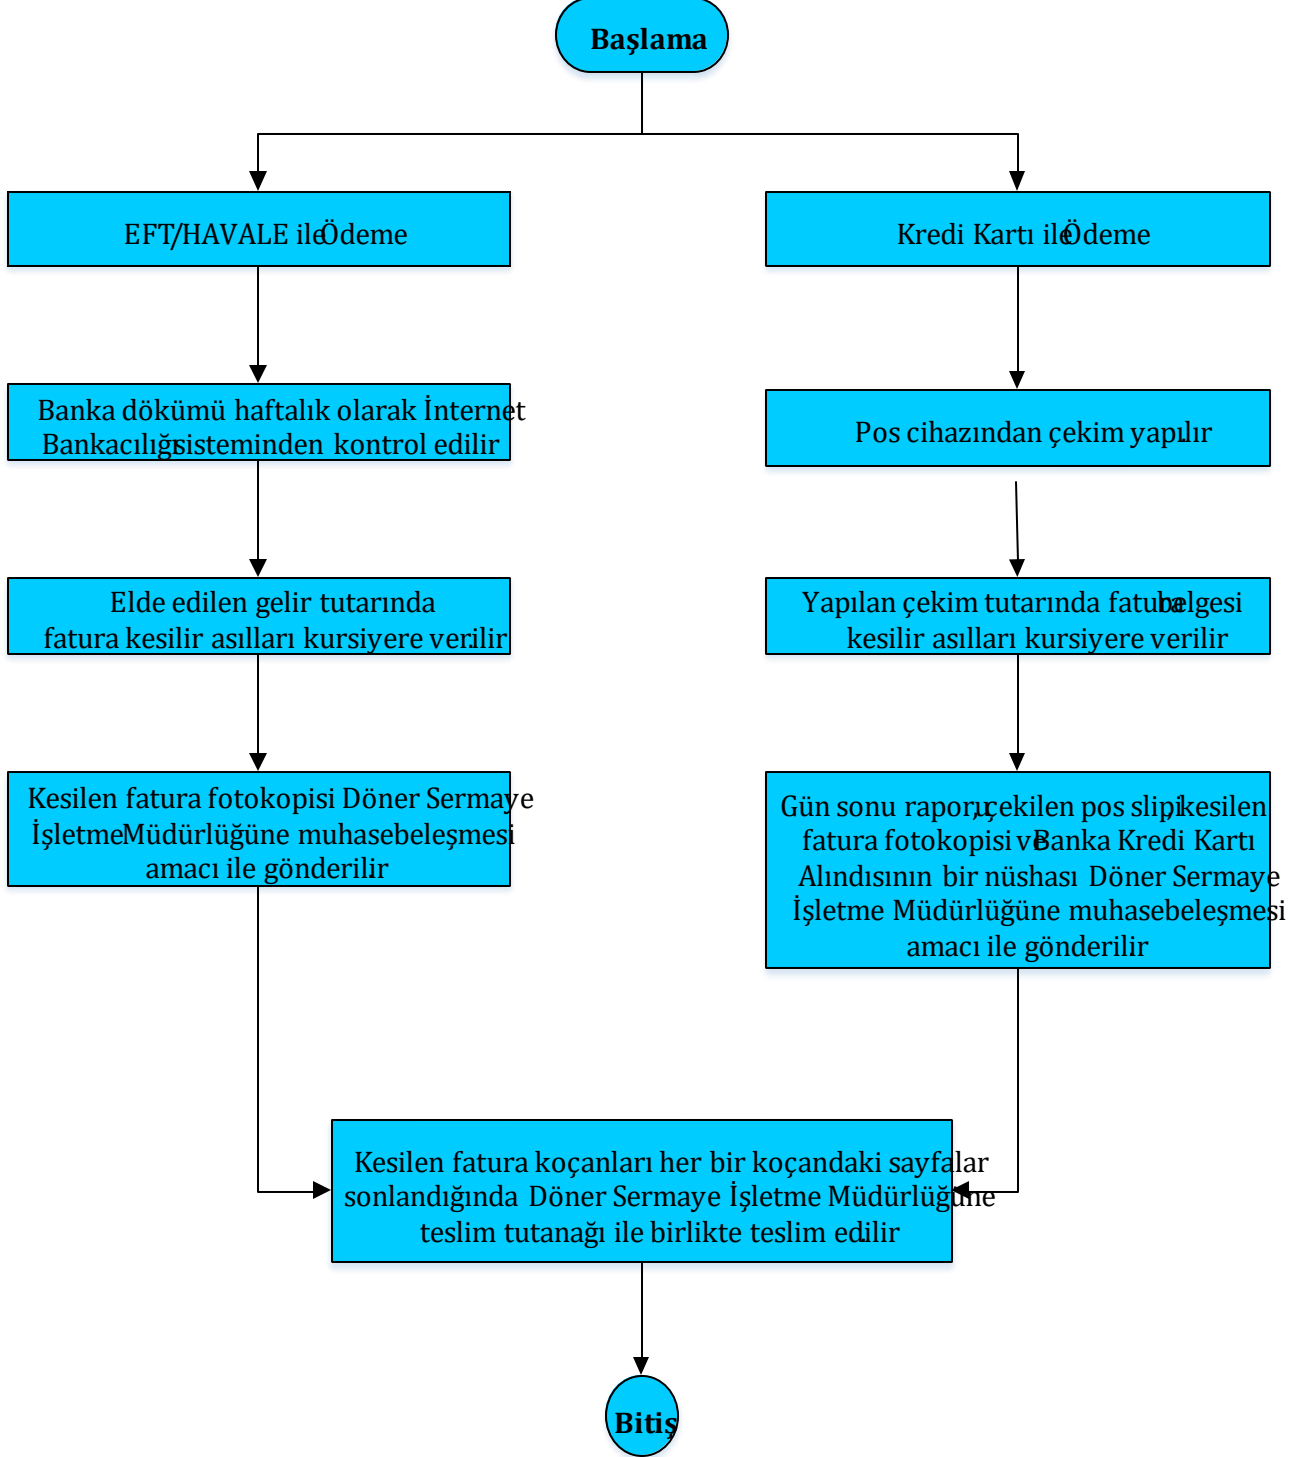 Başlama
EFT/HAVALE ile Ödeme
Kredi Kartı ile Ödeme
Banka dökümü haftalık olarak İnternet
Bankacılığı sisteminden kontrol edilir.
Pos cihazından çekim yapılır.
Elde edilen gelir tutarında
fatura kesilir asılları kursiyere verilir.
Yapılan çekim tutarında fatura belgesi
kesilir asılları kursiyere verilir
Kesilen fatura fotokopisi Döner Sermaye
İşletme Müdürlüğüne muhasebeleşmesi
amacı ile gönderilir.
Gün sonu raporu, çekilen pos slipi, kesilen
fatura fotokopisi ve Banka Kredi Kartı
Alındısının bir nüshası Döner Sermaye
İşletme Müdürlüğüne muhasebeleşmesi
amacı ile gönderilir.
Kesilen fatura koçanları her bir koçandaki sayfalar
sonlandığında Döner Sermaye İşletme Müdürlüğüne
teslim tutanağı ile birlikte teslim edilir.
Bitiş